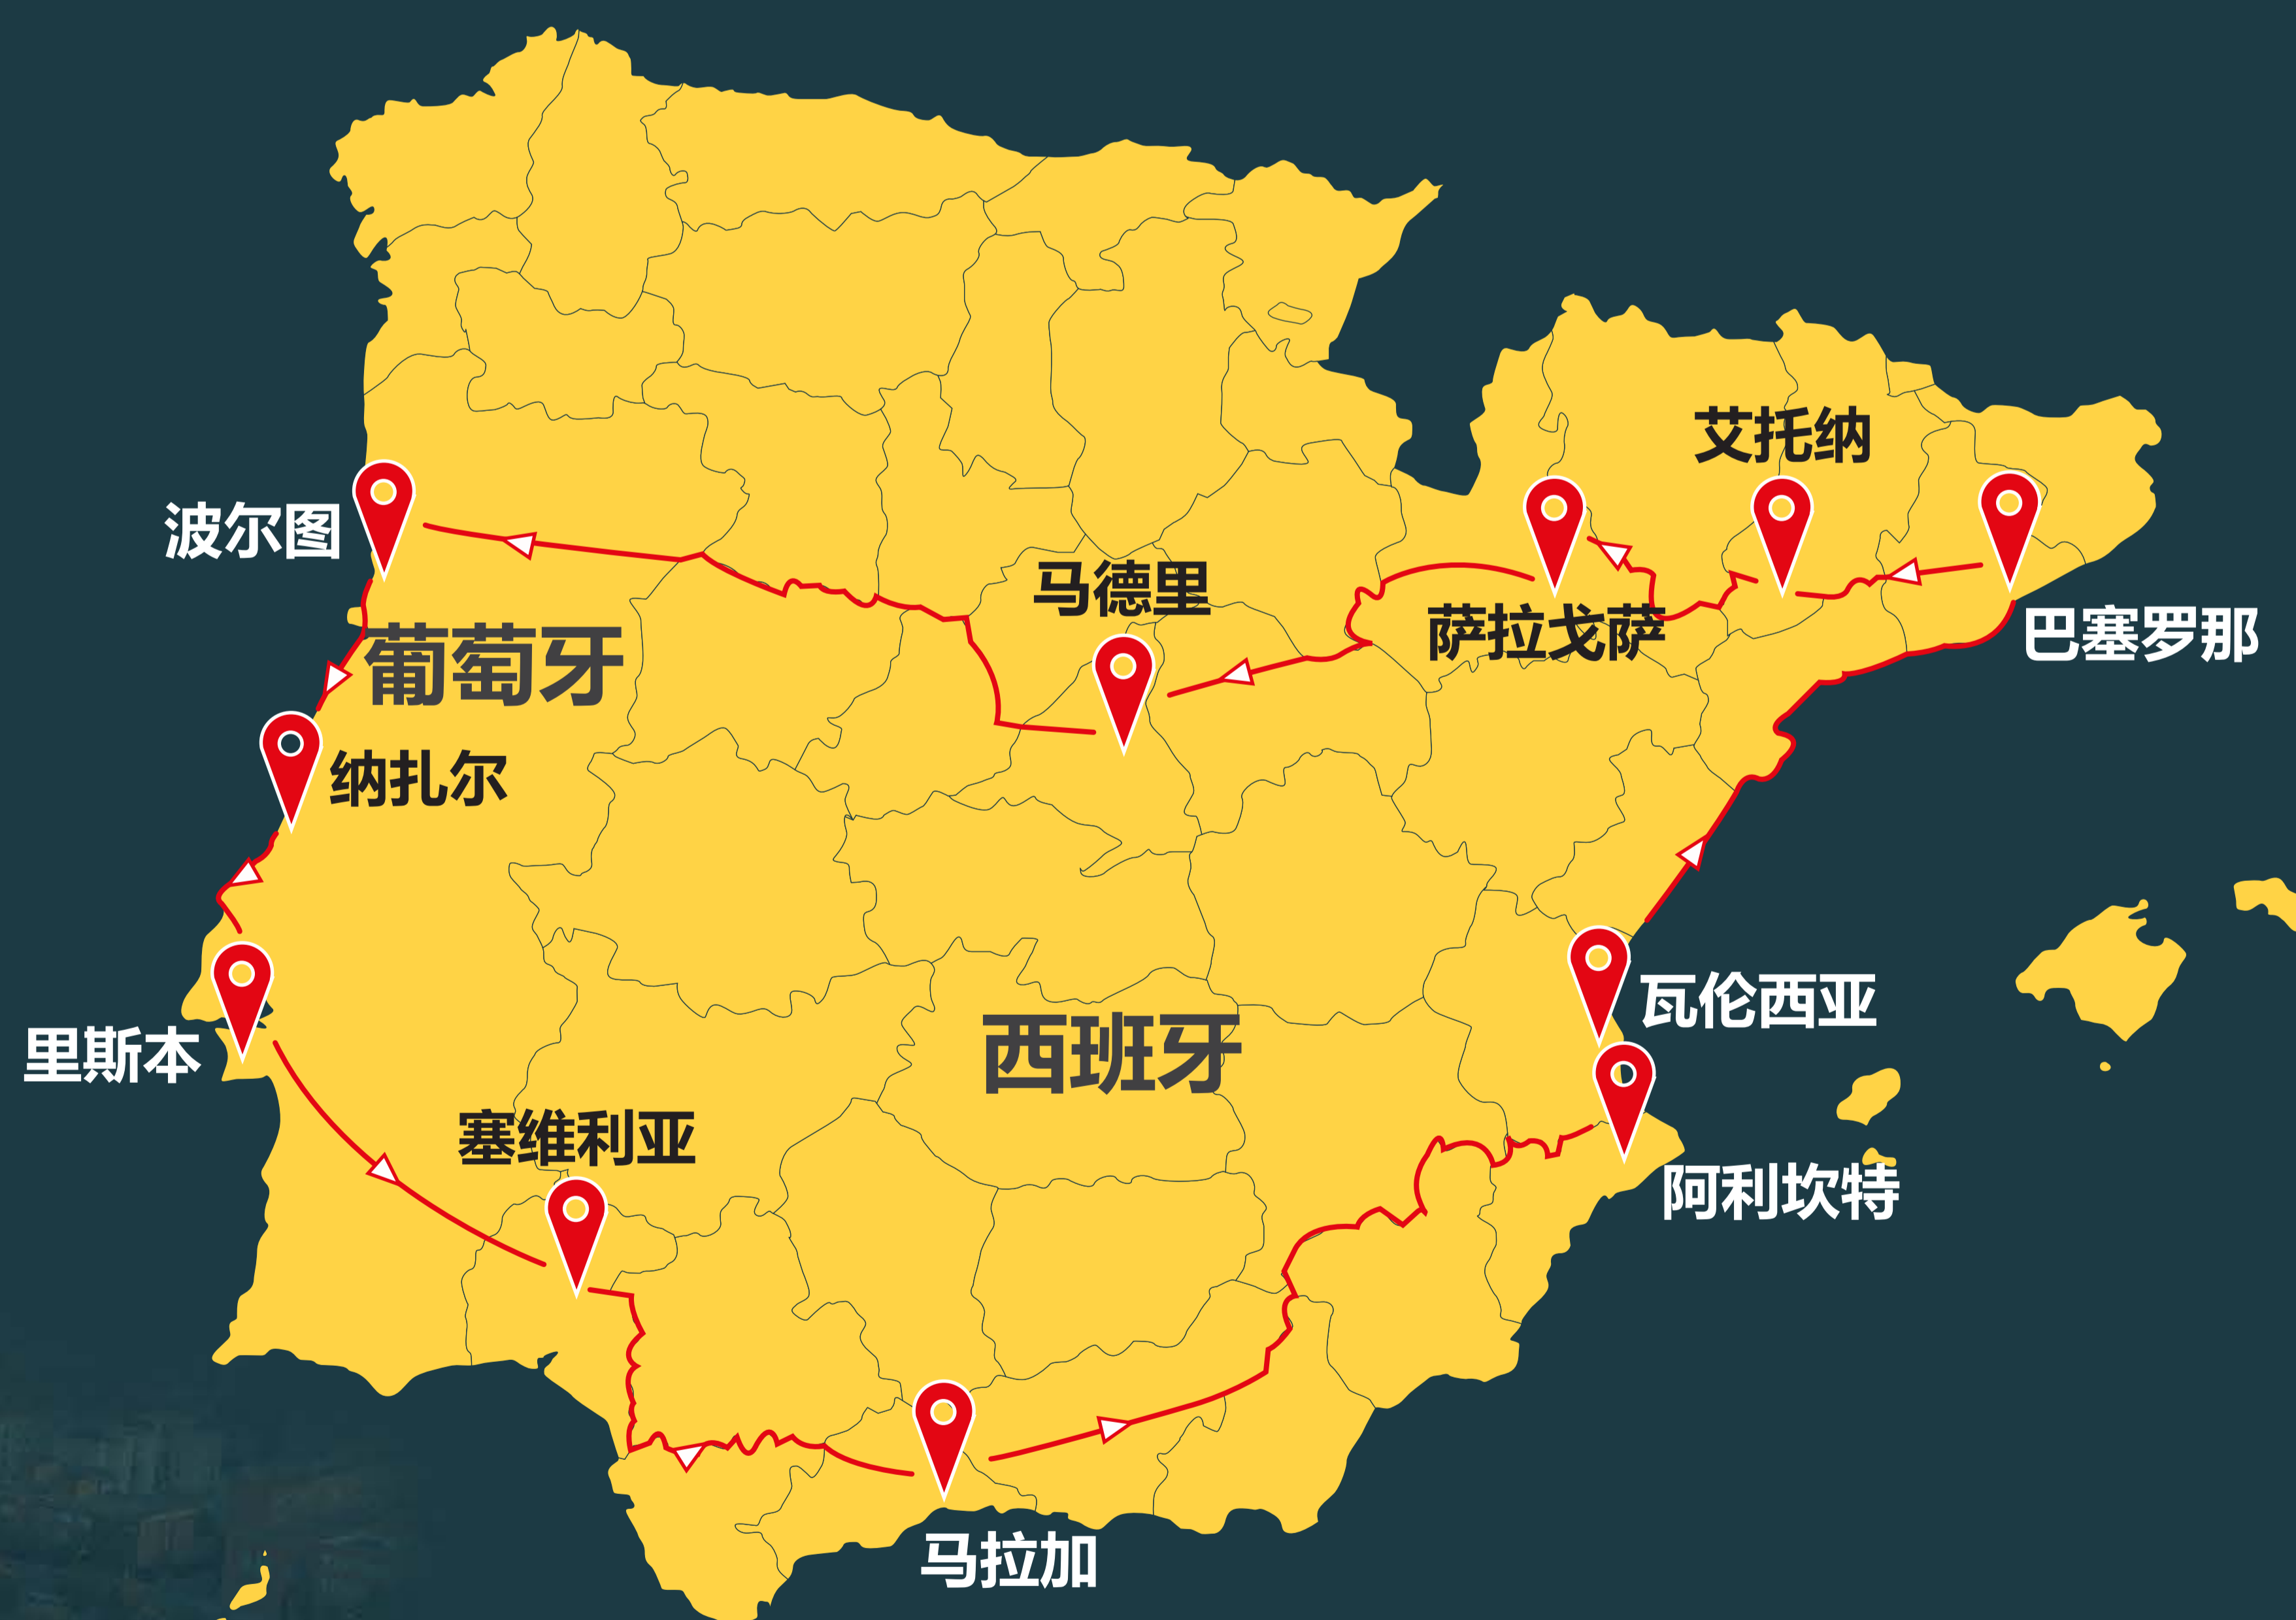 艾托纳
波尔图
马德里
萨拉戈萨
巴塞罗那
葡萄牙
纳扎尔
瓦伦西亚
里斯本
西班牙
塞维利亚
阿利坎特
马拉加